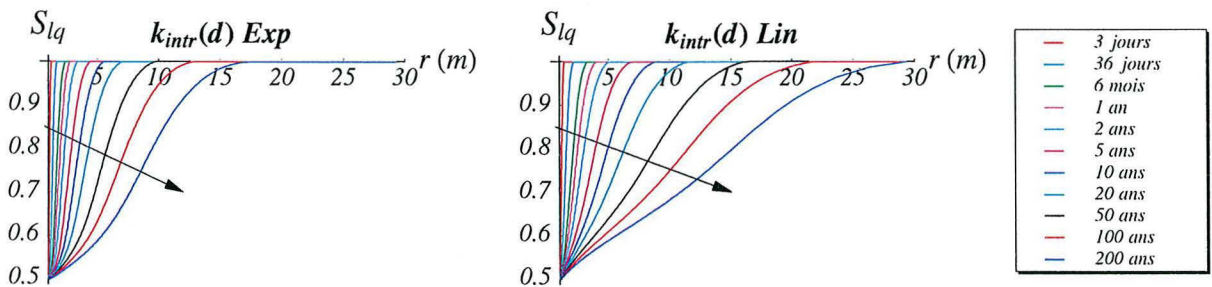 S_lq k_intr(d) Exp
5 10 15 20 25 30 r (m)
0.9
0.8
0.7
0.6
0.5
S_lq k_intr(d) Lin
5 10 15 20 25 30 r (m)
0.9
0.8
0.7
0.6
0.5
3 jours
36 jours
6 mois
1 an
2 ans
5 ans
10 ans
20 ans
50 ans
100 ans
200 ans